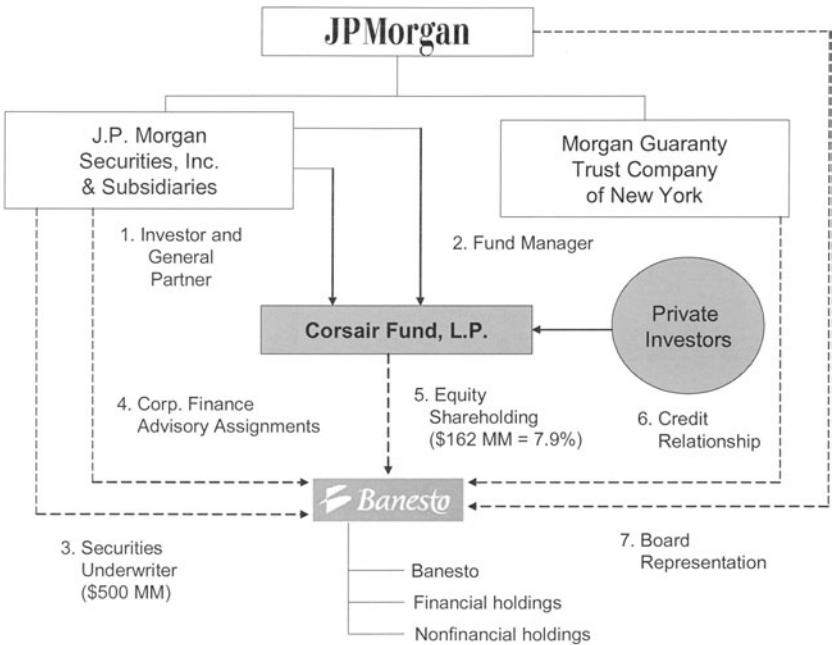 JPMorgan
J.P. Morgan
Securities, Inc.
& Subsidiaries
Morgan Guaranty
Trust Company
of New York
1. Investor and
General
Partner
2. Fund Manager
Private
Investors
Corsair Fund, L.P.
4. Corp. Finance
Advisory Assignments
5. Equity
Shareholding
($162 MM = 7.9%)
6. Credit
Relationship
Banesto
3. Securities
Underwriter
($500 MM)
7. Board
Representation
Banesto
Financial holdings
Nonfinancial holdings